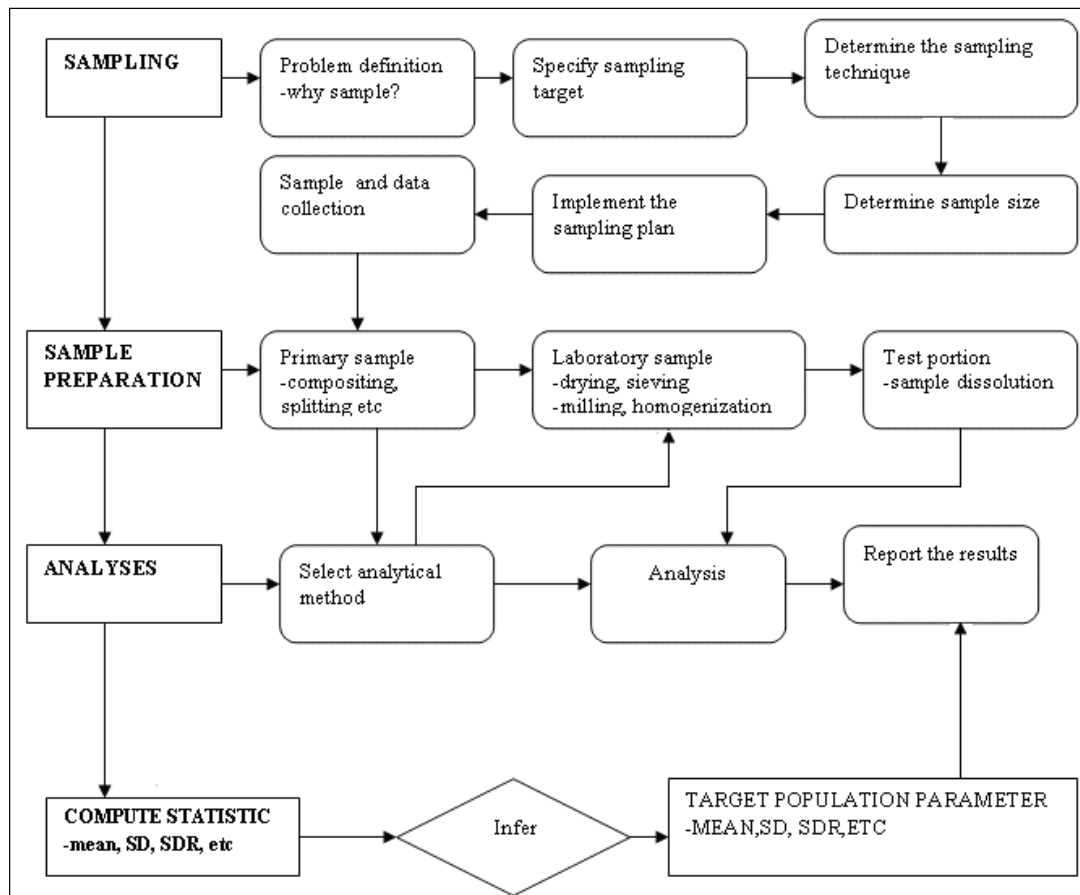 SAMPLING
Problem definition
-why sample?
Specify sampling
target
Determine the sampling
technique
Sample and data
collection
Implement the
sampling plan
Determine sample size
SAMPLE
PREPARATION
Primary sample
-compositing,
splitting etc
Laboratory sample
-drying, sieving
-milling, homogenization
Test portion
-sample dissolution
ANALYSES
Select analytical
method
Analysis
Report the results
COMPUTE STATISTIC
-mean, SD, SDR, etc
Infer
TARGET POPULATION PARAMETER
-MEAN,SD, SDR,ETC